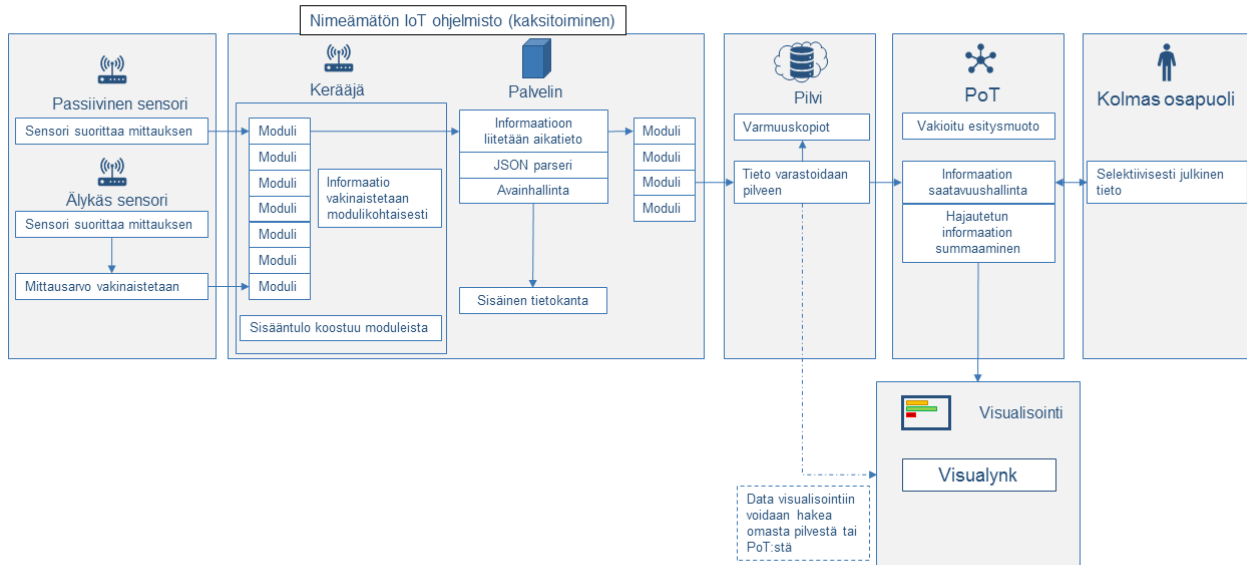 Nimeämätön IoT ohjelmisto (kaksitoiminen)
Passiivinen sensori
Sensori suorittaa mittauksen
Älykäs sensori
Sensori suorittaa mittauksen
Mittausarvo vakinaistetaan
Kerääjä
Moduli
Moduli
Moduli
Moduli
Moduli
Moduli
Moduli
Informaatio
vakinaistetaan
modulikohtaisesti
Sisääntulo koostuu moduleista
Palvelin
Informaatioon
liitetään aikatieto
JSON parseri
Avainhallinta
Sisäinen tietokanta
Moduli
Moduli
Moduli
Moduli
Pilvi
Varmuuskopiot
Tieto varastoidaan
pilveen
PoT
Vakioitu esitysmuoto
Informaation
saatavuushallinta
Hajautetun
informaation
summaaminen
Kolmas osapuoli
Selektiivisesti julkinen
tieto
Visualisointi
Visualynk
Data visualisointiin
voidaan hakea
omasta pilvestä tai
PoT:stä